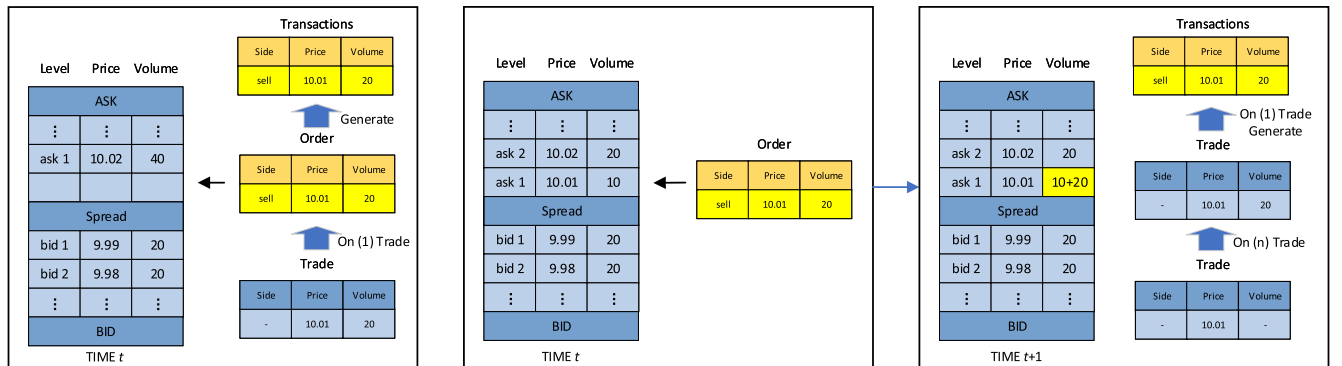 Transactions
Side Price Volume
sell 10.01 20
Generate
Order
Side Price Volume
sell 10.01 20
On (1) Trade
Trade
Side Price Volume
- 10.01 20
Level Price Volume
ASK
⋮ ⋮ ⋮
ask 1 10.02 40
Spread
bid 1 9.99 20
bid 2 9.98 20
⋮ ⋮ ⋮
BID
TIME t
Level Price Volume
ASK
⋮ ⋮ ⋮
ask 2 10.02 20
ask 1 10.01 10
Spread
bid 1 9.99 20
bid 2 9.98 20
⋮ ⋮ ⋮
BID
TIME t
Order
Side Price Volume
sell 10.01 20
Level Price Volume
ASK
⋮ ⋮ ⋮
ask 2 10.02 20
ask 1 10.01 10+20
Spread
bid 1 9.99 20
bid 2 9.98 20
⋮ ⋮ ⋮
BID
TIME t+1
Transactions
Side Price Volume
sell 10.01 20
On (1) Trade
Generate
Trade
Side Price Volume
- 10.01 20
On (n) Trade
Trade
Side Price Volume
- 10.01 -